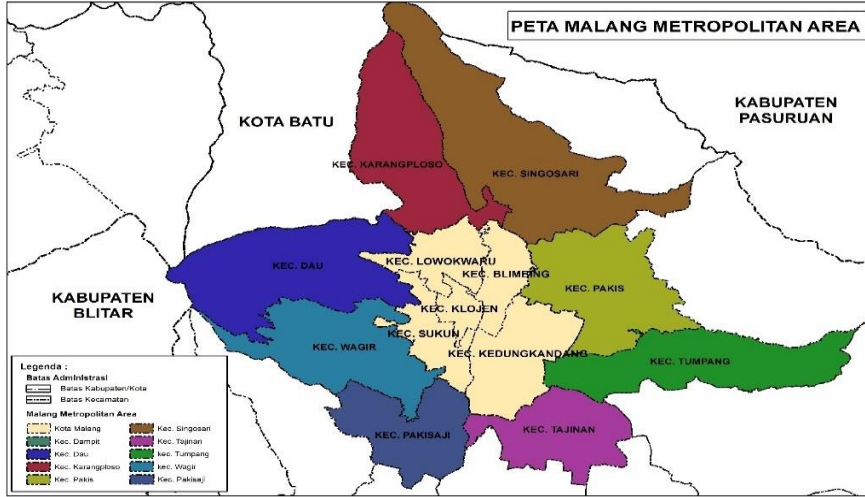 PETA MALANG METROPOLITAN AREA
KABUPATEN
PASURUAN
KOTA BATU
KEC. KARANGPLOSO
KEC. SINGOSARI
KEC. DAU
KEC. LOWOKWARU
KEC. BLIMBING
KEC. PAKIS
KABUPATEN
BLITAR
KEC. KLOJEN
KEC. SUKUN
KEC. WAGIR
KEC. KEDUNGKANDANG
KEC. TUMPANG
KEC. PAKISAJI
KEC. TAJINAN
Legenda :
Batas Administrasi
Batas Kabupaten/Kota
Batas Kecamatan
Malang Metropolitan Area
Kota Malang
Kec. Dampit
Kec. Dau
Kec. Karangploso
Kec. Pakis
Kec. Singosari
Kec. Tajinan
kec. Tumpang
kec. Wagir
Kec. Pakisaji